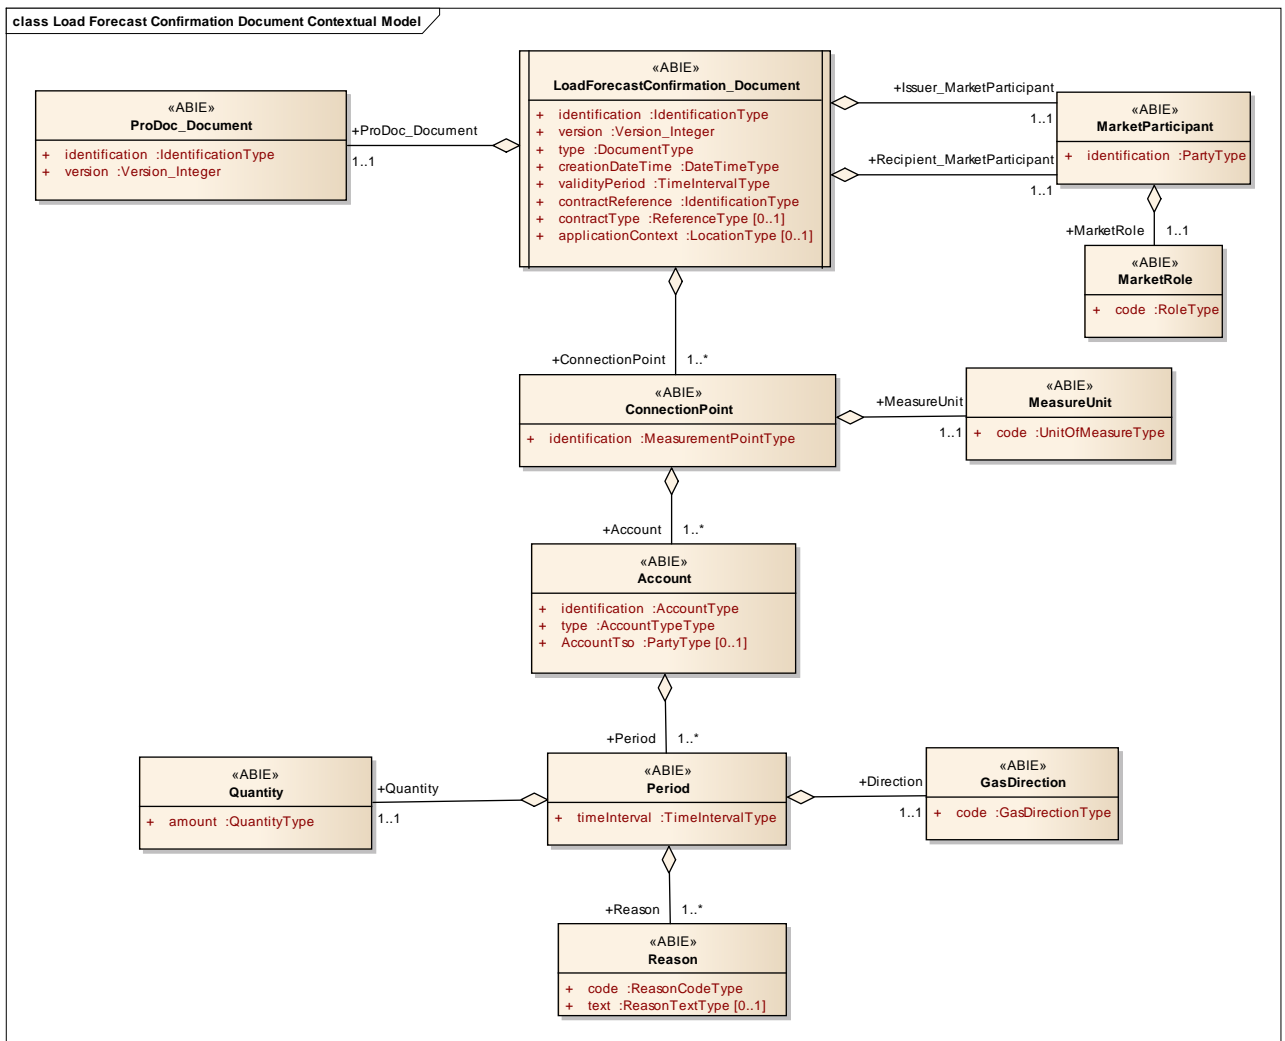 class Load Forecast Confirmation Document Contextual Model
«ABIE»
LoadForecastConfirmation_Document
+ identification :IdentificationType
+ version :Version_Integer
+ type :DocumentType
+ creationDateTime :DateTimeType
+ validityPeriod :TimeIntervalType
+ contractReference :IdentificationType
+ contractType :ReferenceType [0..1]
+ applicationContext :LocationType [0..1]
«ABIE»
ProDoc_Document
+ identification :IdentificationType
+ version :Version_Integer
+ProDoc_Document
1..1
+Issuer_MarketParticipant
1..1
+Recipient_MarketParticipant
1..1
«ABIE»
MarketParticipant
+ identification :PartyType
+MarketRole 1..1
«ABIE»
MarketRole
+ code :RoleType
+ConnectionPoint 1..*
«ABIE»
ConnectionPoint
+ identification :MeasurementPointType
+MeasureUnit
1..1
«ABIE»
MeasureUnit
+ code :UnitOfMeasureType
+Account 1..*
«ABIE»
Account
+ identification :AccountType
+ type :AccountTypeType
+ AccountTso :PartyType [0..1]
+Period 1..*
«ABIE»
Period
+ timeInterval :TimeIntervalType
«ABIE»
Quantity
+ amount :QuantityType
+Quantity
1..1
+Direction
1..1
«ABIE»
GasDirection
+ code :GasDirectionType
+Reason 1..*
«ABIE»
Reason
+ code :ReasonCodeType
+ text :ReasonTextType [0..1]